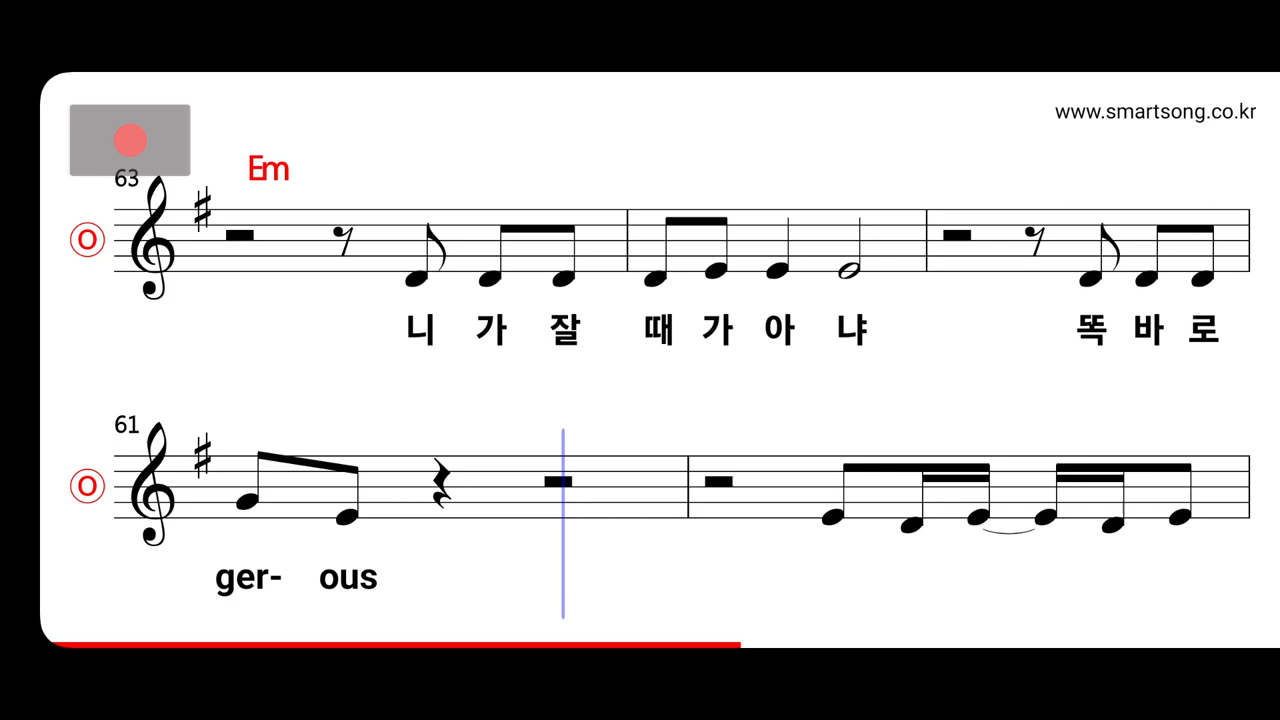 www.smartsong.co.kr
Em
63
O
니 가 잘 때 가 아 냐 똑 바 로
61
O
ger- ous